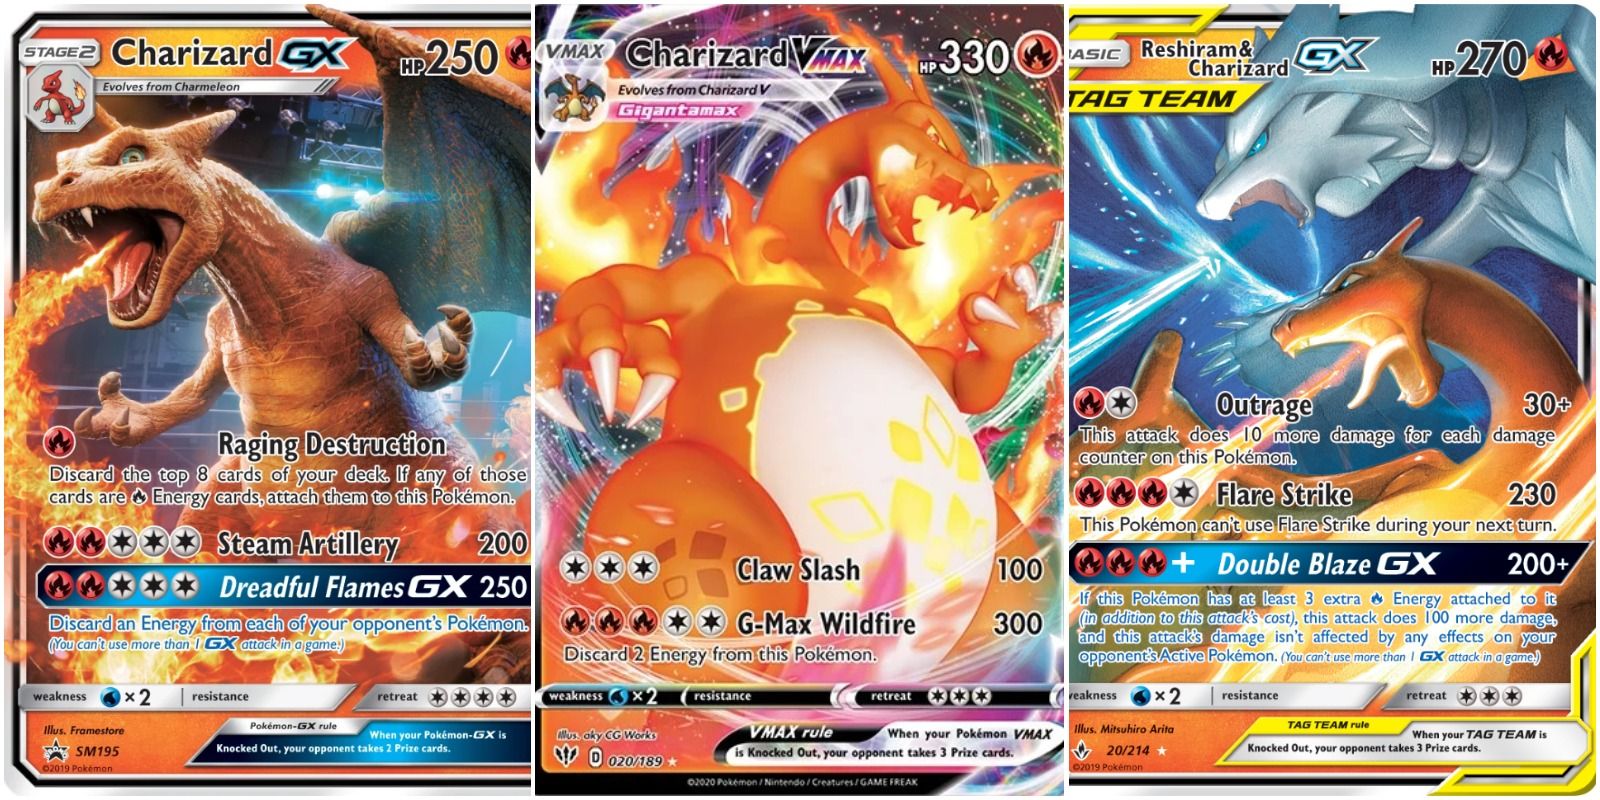 STAGE2
Charizard GX
HP250
Evolves from Charmeleon
Raging Destruction
Discard the top 8 cards of your deck. If any of those
cards are Energy cards, attach them to this Pokémon.
Steam Artillery 200
Dreadful Flames GX 250
Discard an Energy from each of your opponent's Pokémon.
(You can't use more than 1 GX attack in a game.)
weakness ×2 resistance retreat
Illus. Framestore
SM195
©2019 Pokémon
Pokémon-GX rule
When your Pokémon-GX is
Knocked Out, your opponent takes 2 Prize cards.
VMAX
Charizard VMAX
HP330
Evolves from Charizard V
Gigantamax
Claw Slash 100
G-Max Wildfire 300
Discard 2 Energy from this Pokémon.
weakness ×2 resistance retreat
Illus. aky CG Works
D 020/189
VMAX rule
When your Pokémon VMAX
is Knocked Out, your opponent takes 3 Prize cards.
©2020 Pokémon / Nintendo / Creatures / GAME FREAK
BASIC
Reshiram &
Charizard GX
HP270
TAG TEAM
Outrage 30+
This attack does 10 more damage for each damage
counter on this Pokémon.
Flare Strike 230
This Pokémon can't use Flare Strike during your next turn.
+ Double Blaze GX 200+
If this Pokémon has at least 3 extra Energy attached to it
(in addition to this attack's cost), this attack does 100 more damage,
and this attack's damage isn't affected by any effects on your
opponent's Active Pokémon. (You can't use more than 1 GX attack in a game.)
weakness ×2 resistance retreat
Illus. Mitsuhiro Arita
20/214
©2019 Pokémon
TAG TEAM rule
When your TAG TEAM is
Knocked Out, your opponent takes 3 Prize cards.